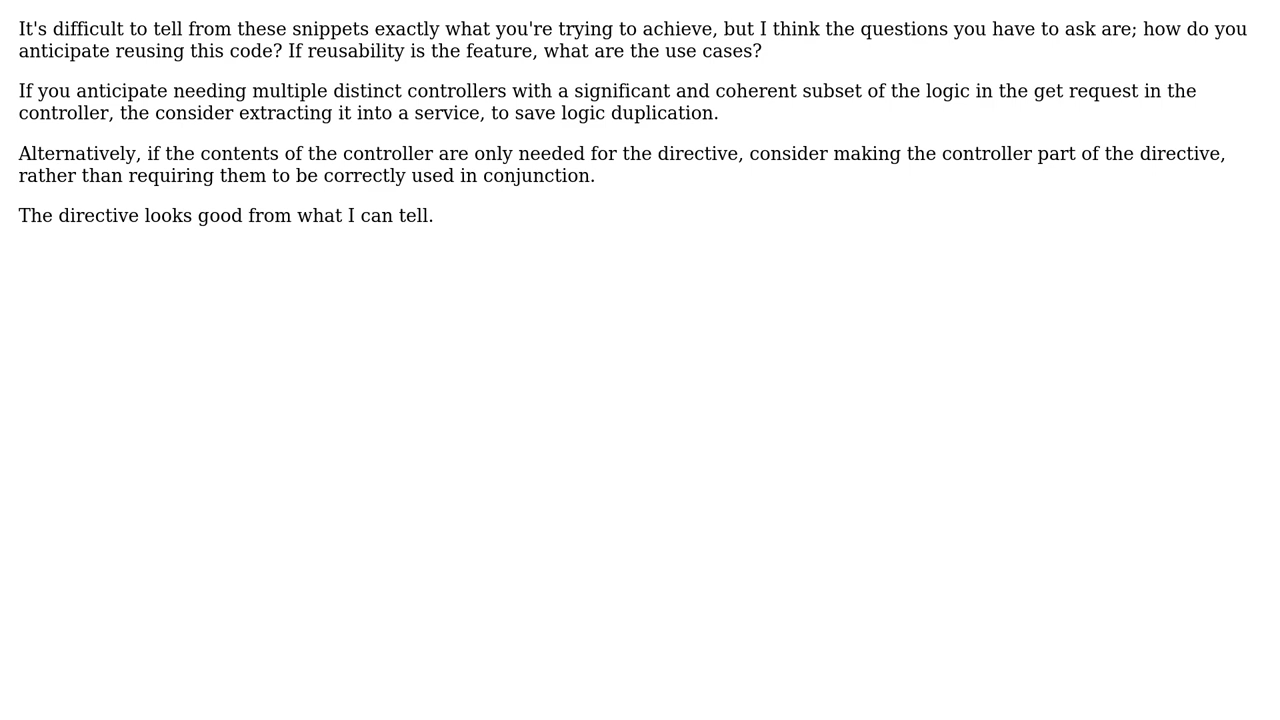 It's difficult to tell from these snippets exactly what you're trying to achieve, but I think the questions you have to ask are; how do you
anticipate reusing this code? If reusability is the feature, what are the use cases?
If you anticipate needing multiple distinct controllers with a significant and coherent subset of the logic in the get request in the
controller, the consider extracting it into a service, to save logic duplication.
Alternatively, if the contents of the controller are only needed for the directive, consider making the controller part of the directive,
rather than requiring them to be correctly used in conjunction.
The directive looks good from what I can tell.